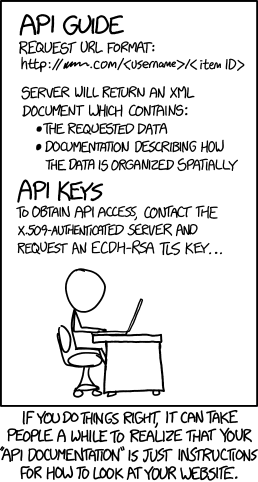 API GUIDE
REQUEST URL FORMAT:
http://     .com/<username>/<item ID>
SERVER WILL RETURN AN XML
DOCUMENT WHICH CONTAINS:
• THE REQUESTED DATA
• DOCUMENTATION DESCRIBING HOW
THE DATA IS ORGANIZED SPATIALLY
API KEYS
TO OBTAIN API ACCESS, CONTACT THE
X.509-AUTHENTICATED SERVER AND
REQUEST AN ECDH-RSA TLS KEY...
IF YOU DO THINGS RIGHT, IT CAN TAKE
PEOPLE A WHILE TO REALIZE THAT YOUR
"API DOCUMENTATION" IS JUST INSTRUCTIONS
FOR HOW TO LOOK AT YOUR WEBSITE.